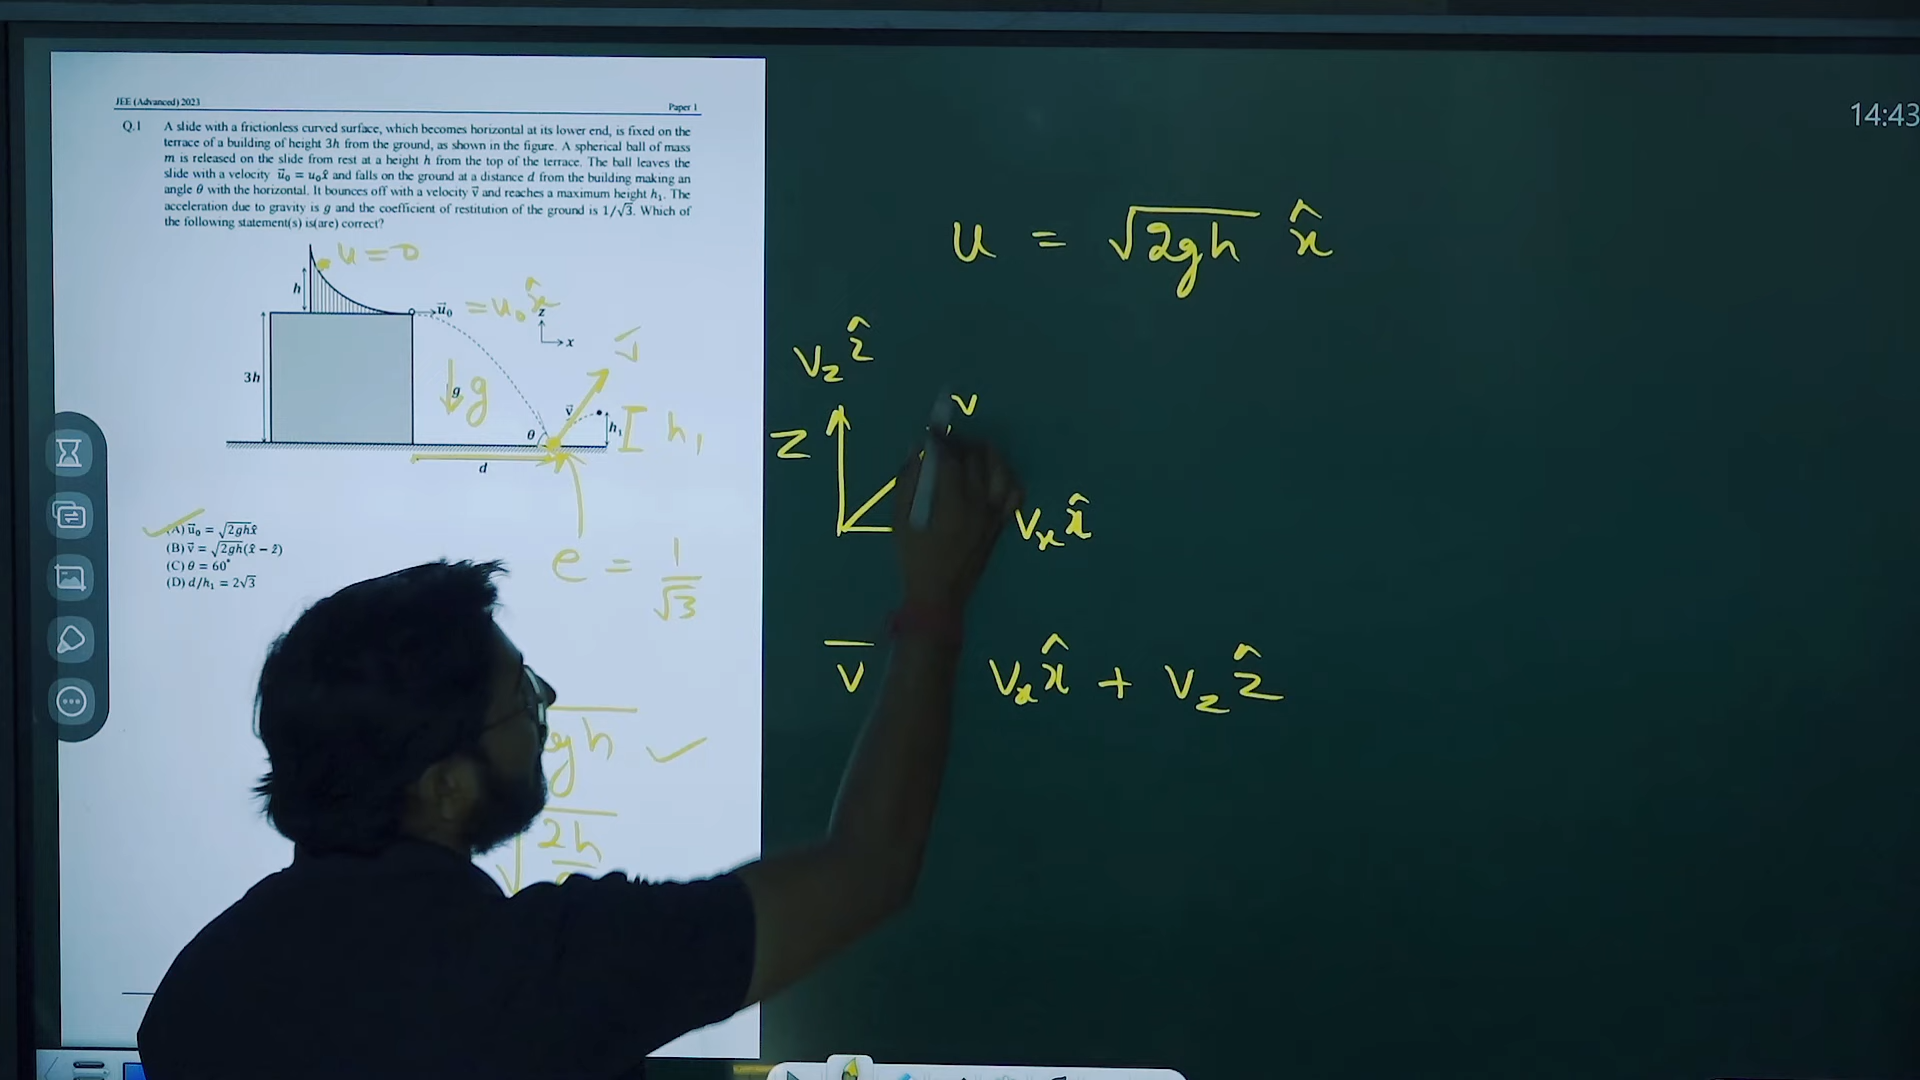 JEE (Advanced) 2023
Paper 1
Q.1 A slide with a frictionless curved surface, which becomes horizontal at its lower end, is fixed on the
terrace of a building of height 3h from the ground, as shown in the figure. A spherical ball of mass
m is released on the slide from rest at a height h from the top of the terrace. The ball leaves the
slide with a velocity u⃗₀ = u₀x̂ and falls on the ground at a distance d from the building making an
angle θ with the horizontal. It bounces off with a velocity v⃗ and reaches a maximum height h₁. The
acceleration due to gravity is g and the coefficient of restitution of the ground is 1/√3. Which of
the following statement(s) is(are) correct?
u = 0
h
u⃗₀ = u₀x̂
z
x
v̄
3h
g g
v⃗
θ
h₁ h₁
d
(A) u⃗₀ = √2ghx̂
(B) v⃗ = √2gh(x̂ − ẑ)
(C) θ = 60°
(D) d/h₁ = 2√3
e = 1/√3
gh ✓
√2h
14:43
u = √2gh x̂
v_z ẑ
v
z
v_x x̂
v̄ v_x x̂ + v_z ẑ